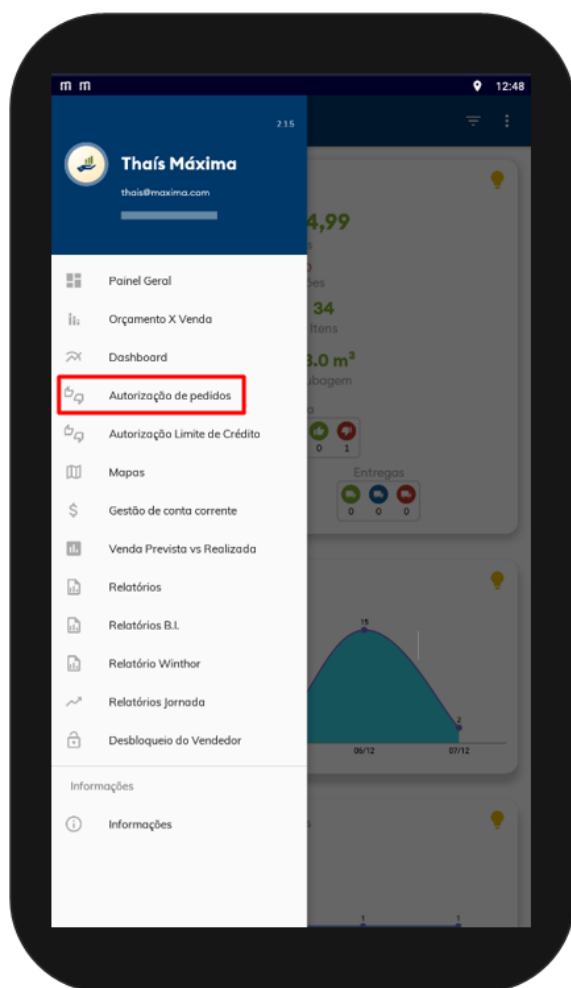 m m
12:48
2.1.5
Thaís Máxima
thais@maxima.com
Painel Geral
Orçamento X Venda
Dashboard
Autorização de pedidos
Autorização Limite de Crédito
Mapas
Gestão de conta corrente
Venda Prevista vs Realizada
Relatórios
Relatórios B.I.
Relatório Winthor
Relatórios Jornada
Desbloqueio do Vendedor
Informações
Informações
4,99
34
Itens
3.0 m³
0 1
Entregas
0 0 0
15
2
06/12 07/12
1 1